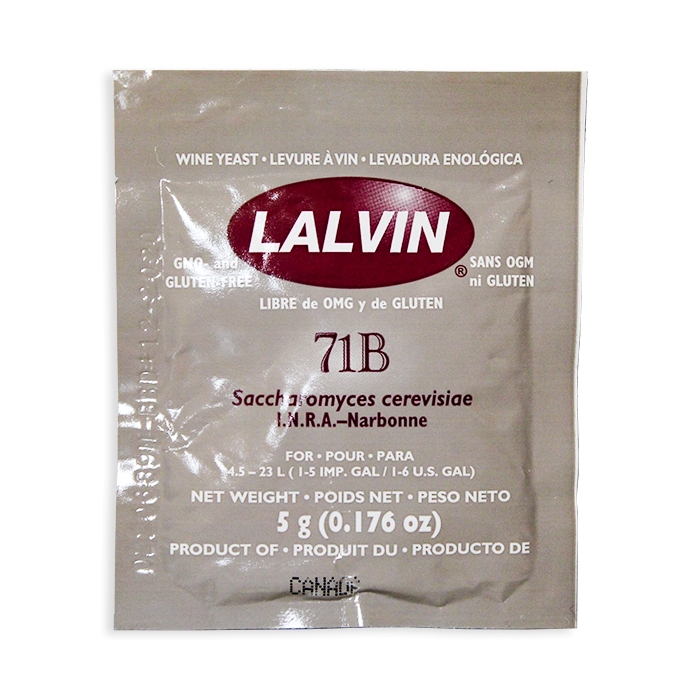 WINE YEAST • LEVURE À VIN • LEVADURA ENOLÓGICA
LALVIN
®
GMO- and
GLUTEN-FREE
SANS OGM
ni GLUTEN
LIBRE de OMG y de GLUTEN
71B
Saccharomyces cerevisiae
I.N.R.A.–Narbonne
FOR • POUR • PARA
4.5 – 23 L ( 1-5 IMP. GAL / 1-6 U.S. GAL)
NET WEIGHT • POIDS NET • PESO NETO
5 g (0.176 oz)
PRODUCT OF • PRODUIT DU • PRODUCTO DE
CANADA